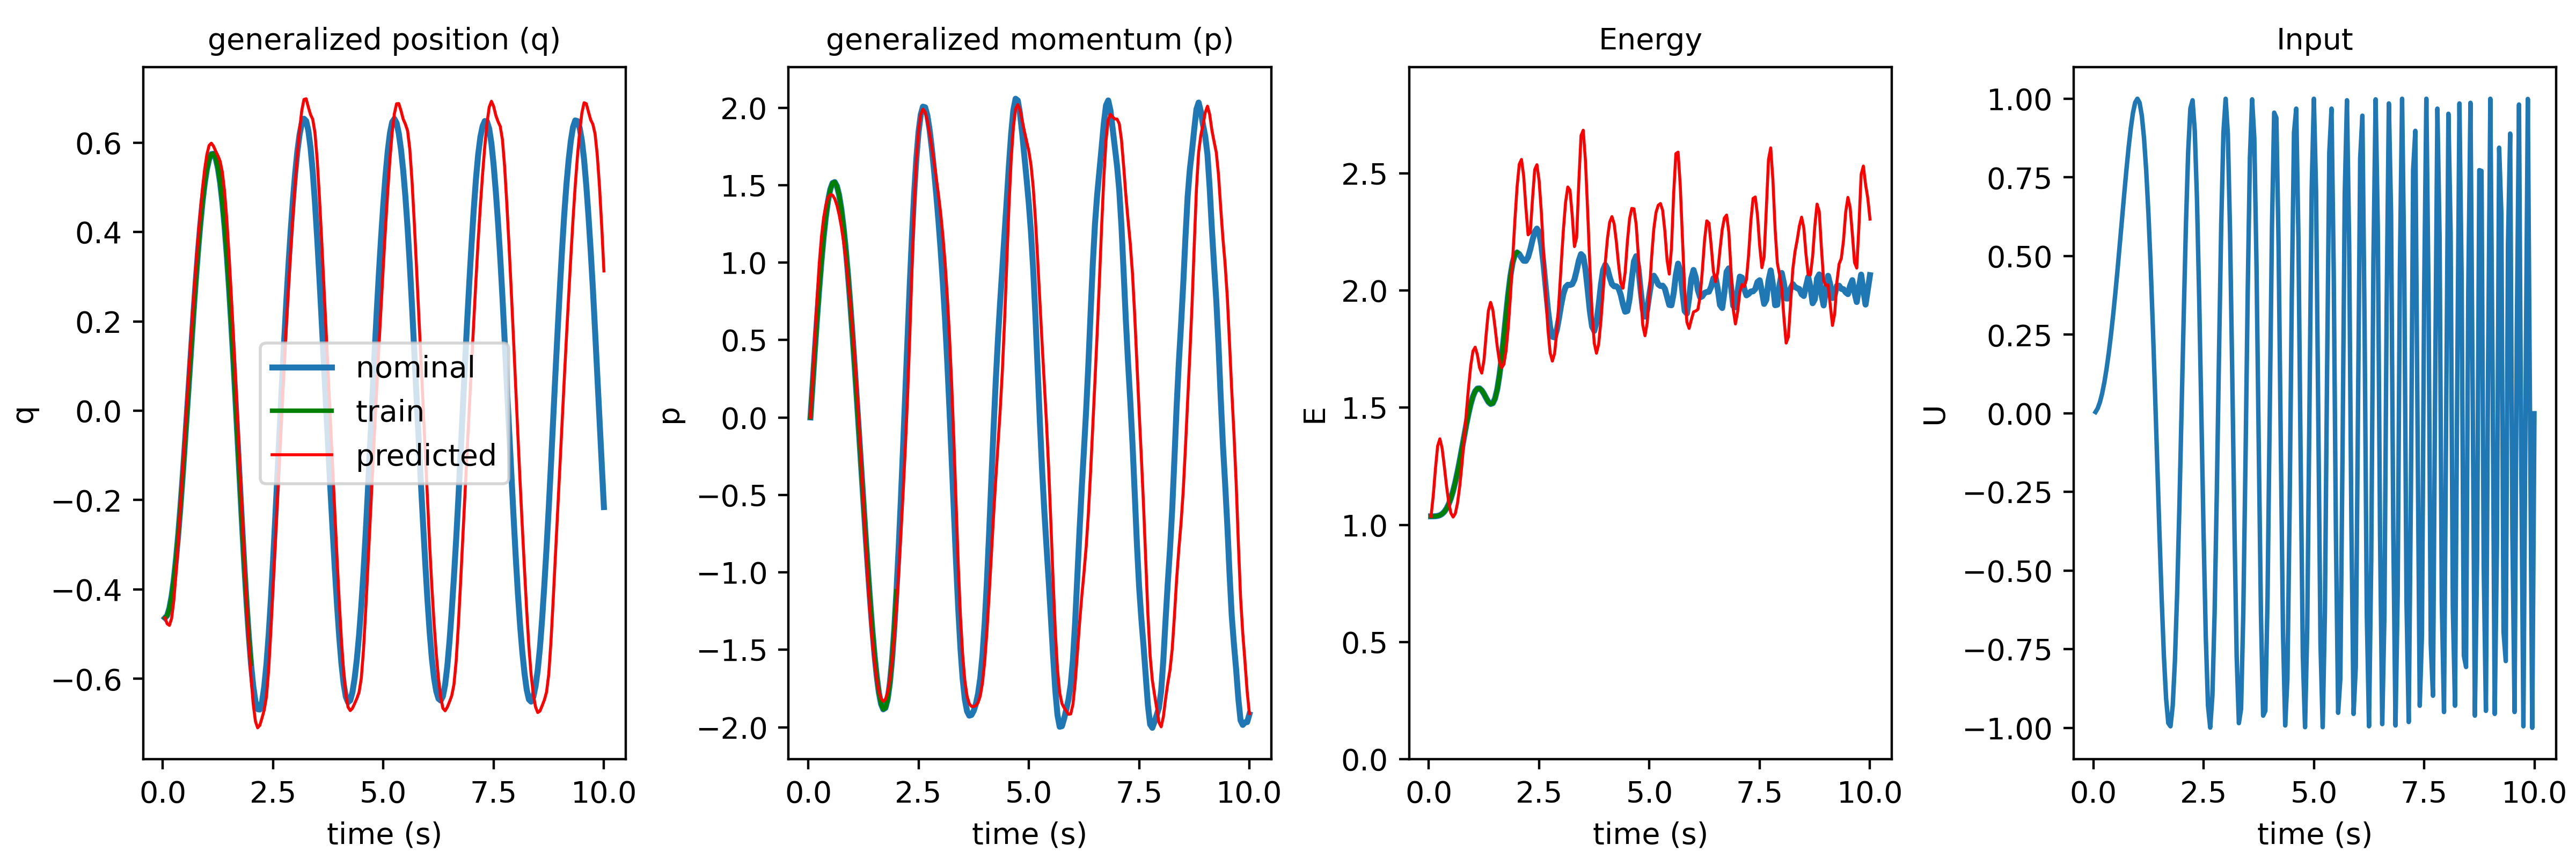 generalized position (q)
q
0.6
0.4
0.2
0.0
−0.2
−0.4
−0.6
nominal
train
predicted
0.0 2.5 5.0 7.5 10.0
time (s)
generalized momentum (p)
p
2.0
1.5
1.0
0.5
0.0
−0.5
−1.0
−1.5
−2.0
0.0 2.5 5.0 7.5 10.0
time (s)
Energy
E
2.5
2.0
1.5
1.0
0.5
0.0
0.0 2.5 5.0 7.5 10.0
time (s)
Input
U
1.00
0.75
0.50
0.25
0.00
−0.25
−0.50
−0.75
−1.00
0.0 2.5 5.0 7.5 10.0
time (s)